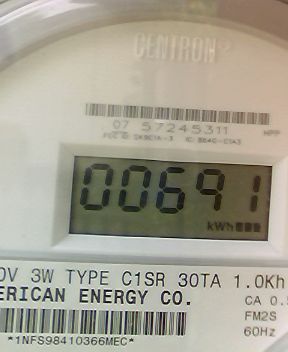 CENTRON
07 57245311
00691
kWh
0V 3W TYPE C1SR 30TA 1.0Kh
ERICAN ENERGY CO.
CA 0.5
FM2S
60Hz
*1NFS98410366MEC*